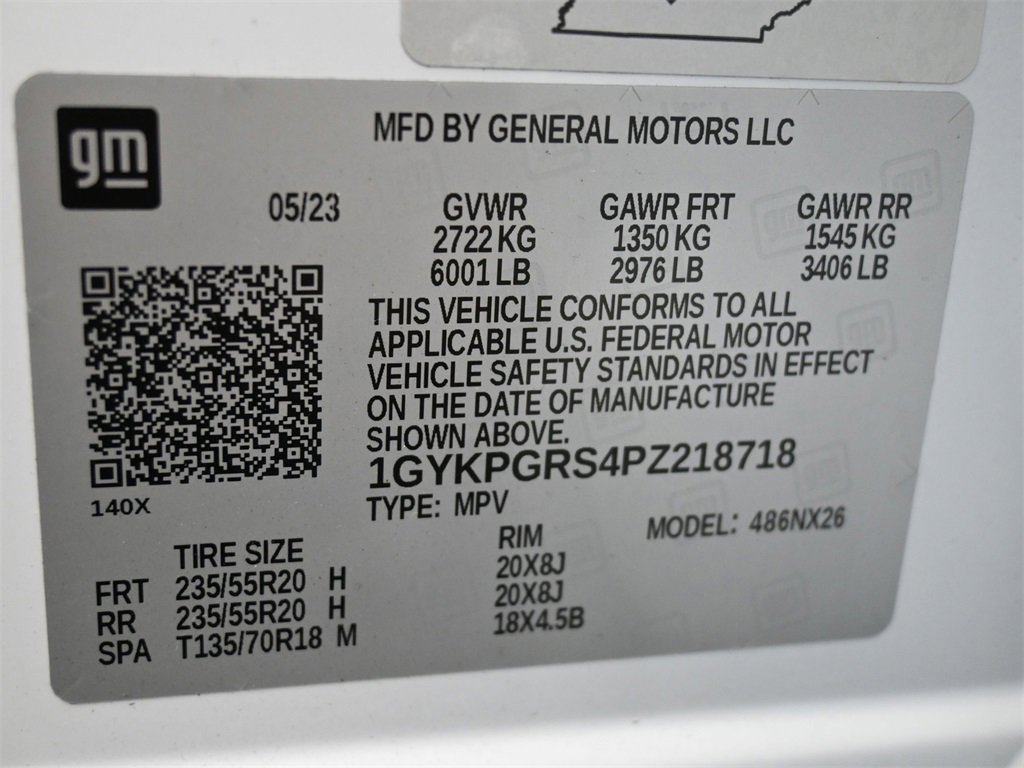 gm
MFD BY GENERAL MOTORS LLC
05/23 GVWR GAWR FRT GAWR RR
2722 KG 1350 KG 1545 KG
6001 LB 2976 LB 3406 LB
THIS VEHICLE CONFORMS TO ALL
APPLICABLE U.S. FEDERAL MOTOR
VEHICLE SAFETY STANDARDS IN EFFECT
ON THE DATE OF MANUFACTURE
SHOWN ABOVE.
1GYKPGRS4PZ218718
140X
TYPE: MPV MODEL: 486NX26
TIRE SIZE RIM
FRT 235/55R20 H 20X8J
RR 235/55R20 H 20X8J
SPA T135/70R18 M 18X4.5B